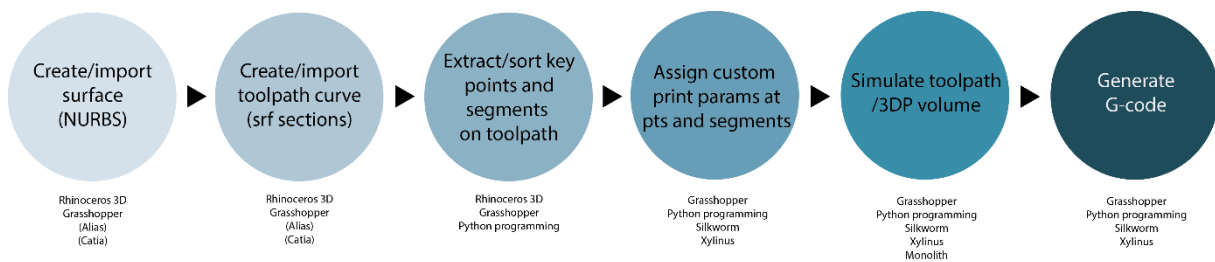 Create/import
surface
(NURBS)
Rhinoceros 3D
Grasshopper
(Alias)
(Catia)
Create/import
toolpath curve
(srf sections)
Rhinoceros 3D
Grasshopper
(Alias)
(Catia)
Extract/sort key
points and
segments
on toolpath
Rhinoceros 3D
Grasshopper
Python programming
Assign custom
print params at
pts and segments
Grasshopper
Python programming
Silkworm
Xylinus
Simulate toolpath
/3DP volume
Grasshopper
Python programming
Silkworm
Xylinus
Monolith
Generate
G-code
Grasshopper
Python programming
Silkworm
Xylinus